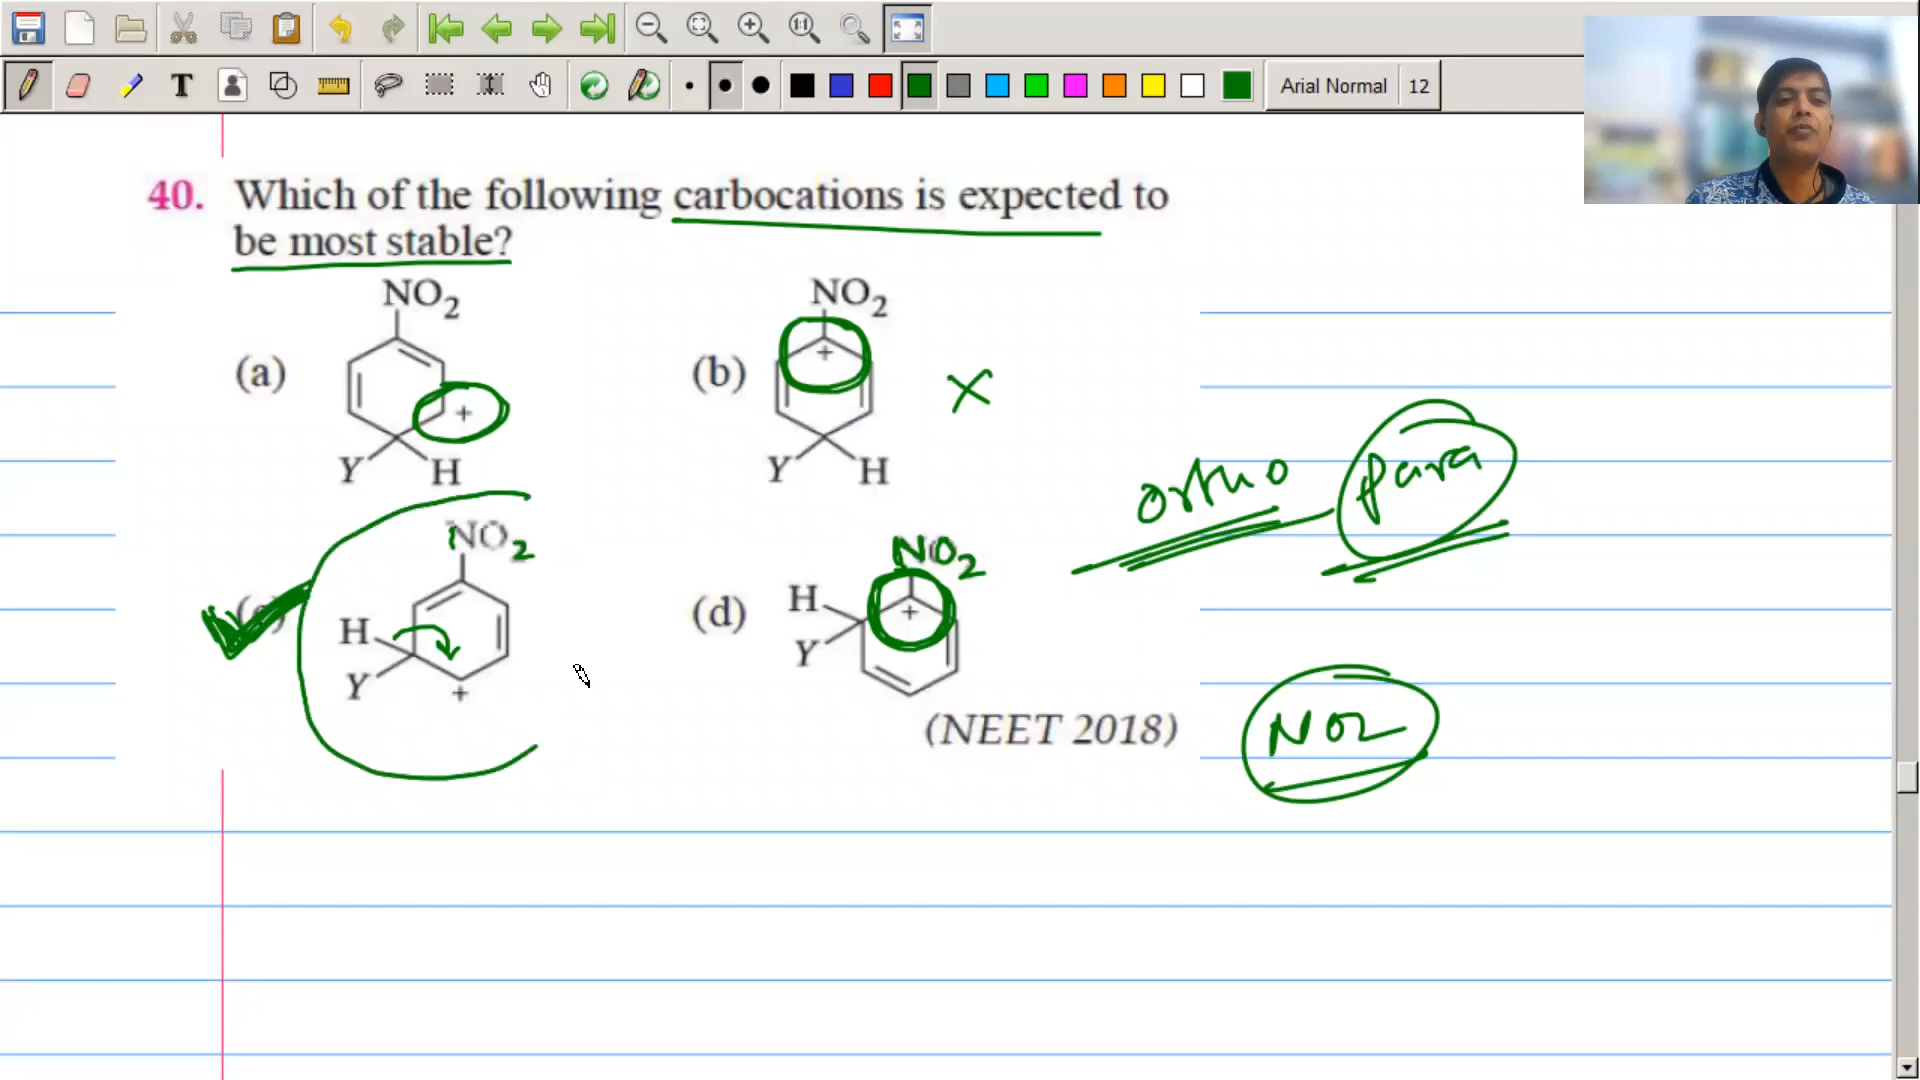 T
Arial Normal 12
40. Which of the following carbocations is expected to
be most stable?
NO2
(a)
+
Y H
NO2
(b)
+
Y H
ortho
para
NO2
H
Y
+
NO2
(d)
H
+
Y
(NEET 2018)
NO2